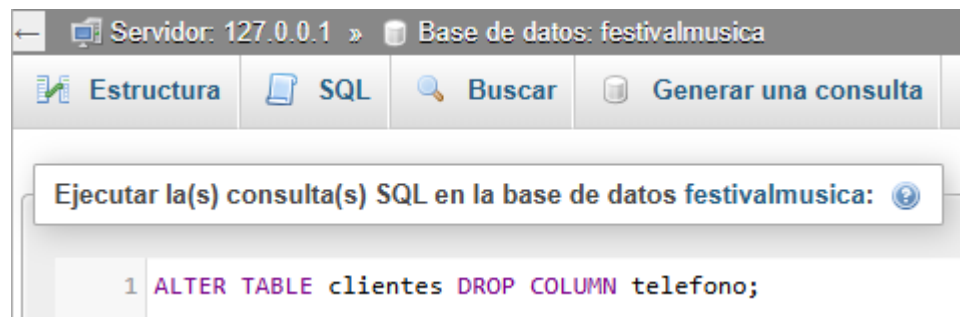 ← Servidor: 127.0.0.1 » Base de datos: festivalmusica
Estructura SQL Buscar Generar una consulta
Ejecutar la(s) consulta(s) SQL en la base de datos festivalmusica:
1 ALTER TABLE clientes DROP COLUMN telefono;